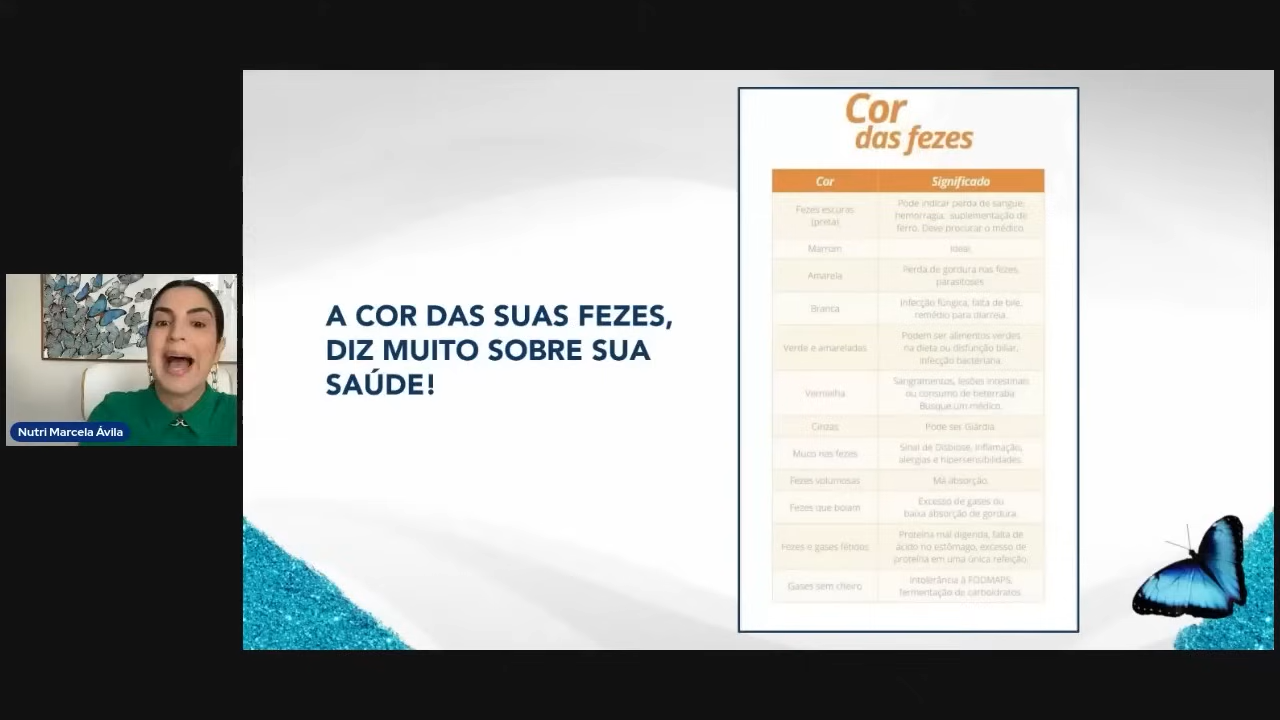 Nutri Marcela Ávila
A COR DAS SUAS FEZES,
DIZ MUITO SOBRE SUA
SAÚDE!
Cor
das fezes
Cor Significado
Fezes escuras
(preta)
Pode indicar perda de sangue,
hemorragia, suplementação de
ferro. Deve procurar o médico.
Marrom
Ideal.
Amarela
Perda de gordura nas fezes,
parasitoses
Branca
Infecção fúngica, falta de bile,
remédio para diarreia.
Verde e amareladas
Podem ser alimentos verdes
na dieta ou disfunção biliar,
infecção bacteriana.
Vermelha
Sangramentos, lesões intestinais
ou consumo de beterraba.
Busque um médico.
Cinzas
Pode ser Giárdia.
Muco nas fezes
Sinal de Disbiose, inflamação,
alergias e hipersensibilidades.
Fezes volumosas
Má absorção.
Fezes que boiam
Excesso de gases ou
baixa absorção de gordura.
Fezes e gases fétidos
Proteína mal digerida, falta de
ácido no estômago, excesso de
proteína em uma única refeição.
Gases sem cheiro
Intolerância à FODMAPS,
fermentação de carboidratos.